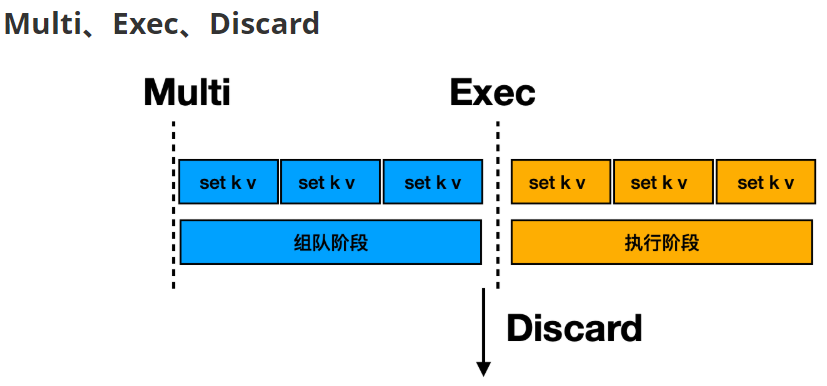 Multi、Exec、Discard
Multi
Exec
set k v
set k v
set k v
set k v
set k v
set k v
组队阶段
执行阶段
Discard